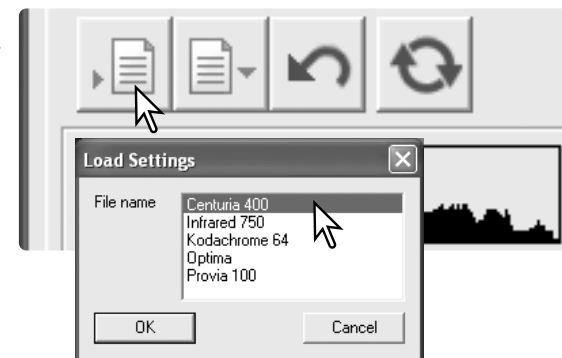 Load Settings
File name
Centuria 400
Infrared 750
Kodachrome 64
Optima
Provia 100
OK
Cancel